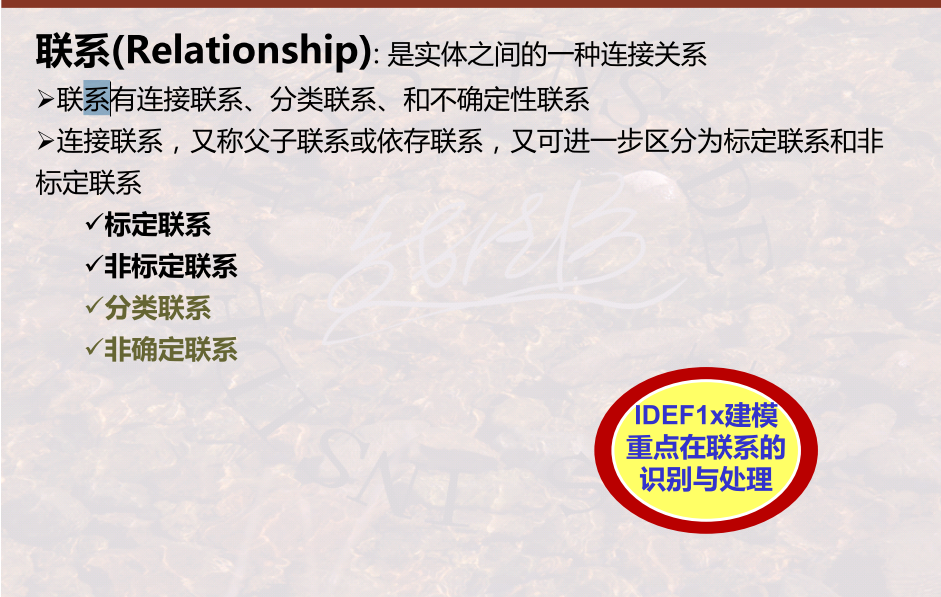 联系(Relationship): 是实体之间的一种连接关系
➢联系有连接联系、分类联系、和不确定性联系
➢连接联系，又称父子联系或依存联系，又可进一步区分为标定联系和非
标定联系
✓标定联系
✓非标定联系
✓分类联系
✓非确定联系
IDEF1x建模
重点在联系的
识别与处理